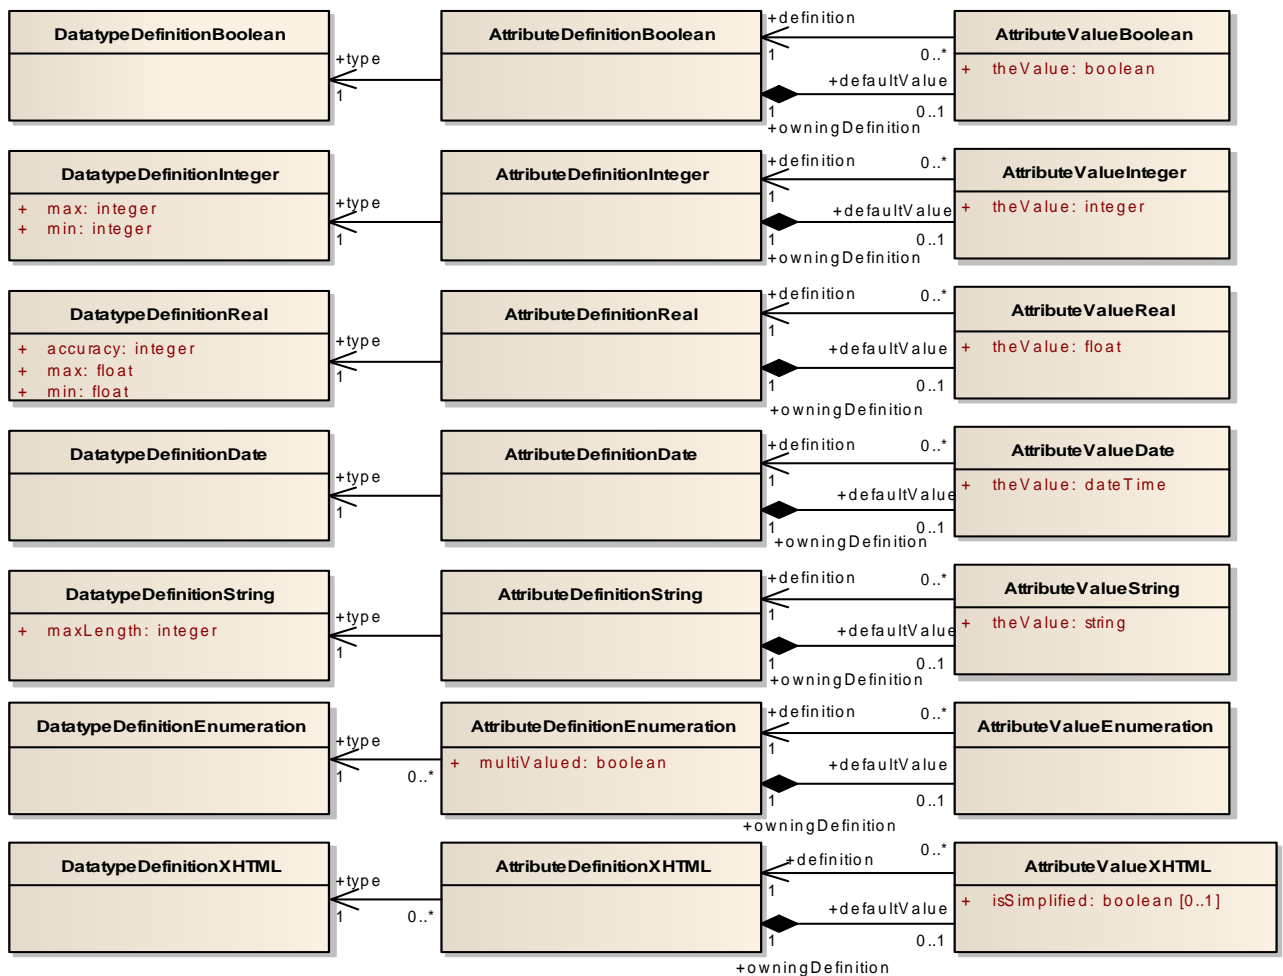 DatatypeDefinitionBoolean
AttributeDefinitionBoolean
AttributeValueBoolean
+ theValue: boolean
+type
1
+definition
1
0..*
+defaultValue
1
0..1
+owningDefinition
DatatypeDefinitionInteger
+ max: integer
+ min: integer
AttributeDefinitionInteger
AttributeValueInteger
+ theValue: integer
+type
1
+definition
0..*
1
+defaultValue
1
0..1
+owningDefinition
DatatypeDefinitionReal
+ accuracy: integer
+ max: float
+ min: float
AttributeDefinitionReal
AttributeValueReal
+ theValue: float
+type
1
+definition
0..*
1
+defaultValue
1
0..1
+owningDefinition
DatatypeDefinitionDate
AttributeDefinitionDate
AttributeValueDate
+ theValue: dateTime
+type
1
+definition
0..*
1
+defaultValue
1
0..1
+owningDefinition
DatatypeDefinitionString
+ maxLength: integer
AttributeDefinitionString
AttributeValueString
+ theValue: string
+type
1
+definition
0..*
1
+defaultValue
1
0..1
+owningDefinition
DatatypeDefinitionEnumeration
AttributeDefinitionEnumeration
+ multiValued: boolean
AttributeValueEnumeration
+type
1
0..*
+definition
0..*
1
+defaultValue
1
0..1
+owningDefinition
DatatypeDefinitionXHTML
AttributeDefinitionXHTML
AttributeValueXHTML
+ isSimplified: boolean [0..1]
+type
1
0..*
+definition
0..*
1
+defaultValue
1
0..1
+owningDefinition